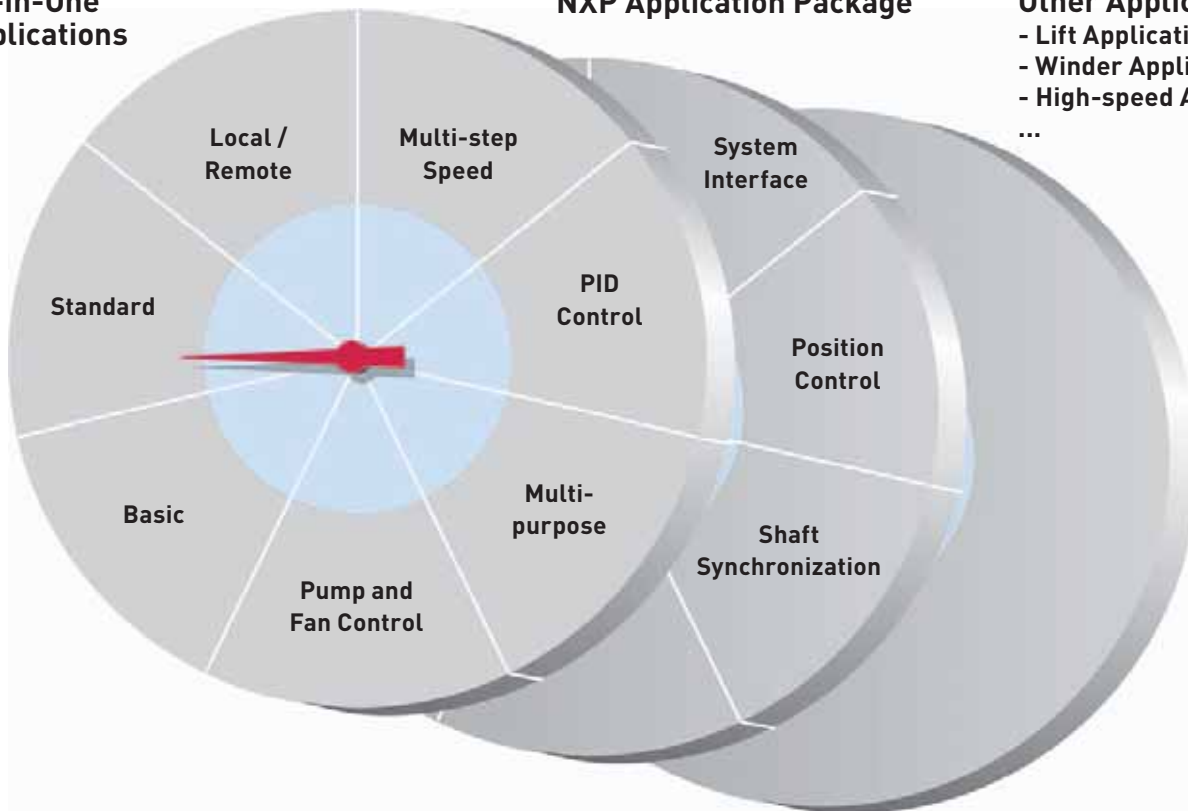 -in-One
plications
NXP Application Package
Other Applic
- Lift Applicati
- Winder Appli
- High-speed A
...
Local /
Remote
Multi-step
Speed
System
Interface
Standard
PID
Control
Position
Control
Basic
Multi-
purpose
Shaft
Synchronization
Pump and
Fan Control